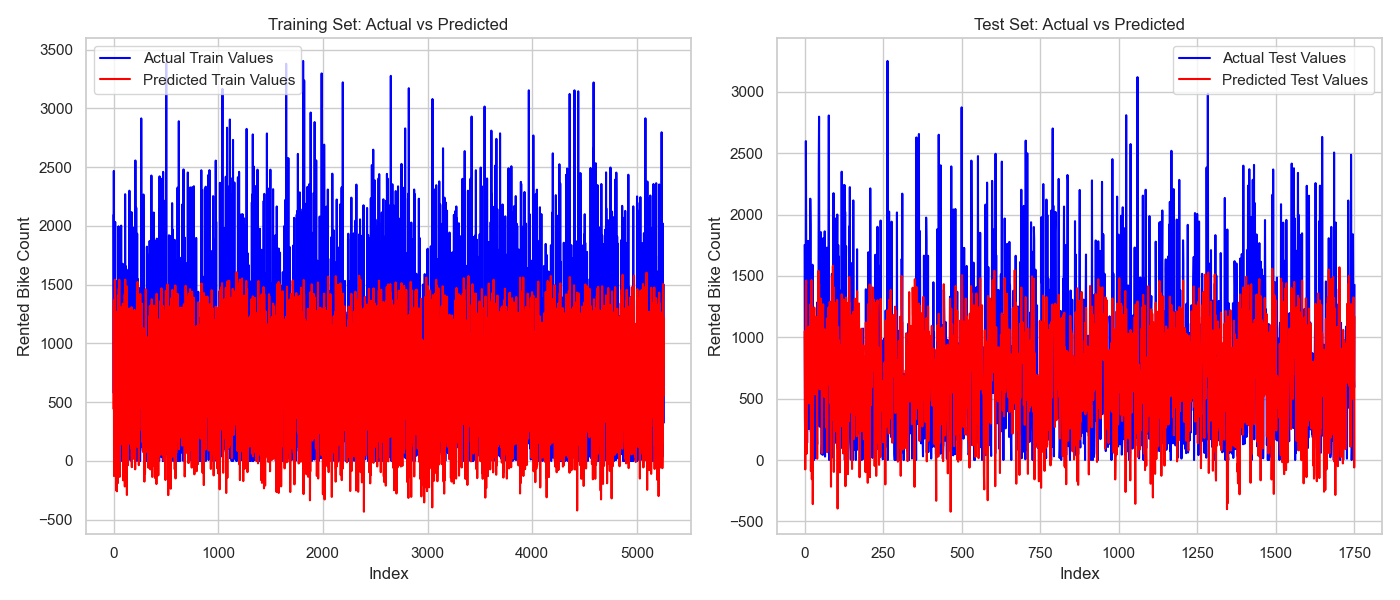 Training Set: Actual vs Predicted
Actual Train Values
Predicted Train Values
Rented Bike Count
3500
3000
2500
2000
1500
1000
500
0
−500
0 1000 2000 3000 4000 5000
Index
Test Set: Actual vs Predicted
Actual Test Values
Predicted Test Values
Rented Bike Count
3000
2500
2000
1500
1000
500
0
−500
0 250 500 750 1000 1250 1500 1750
Index